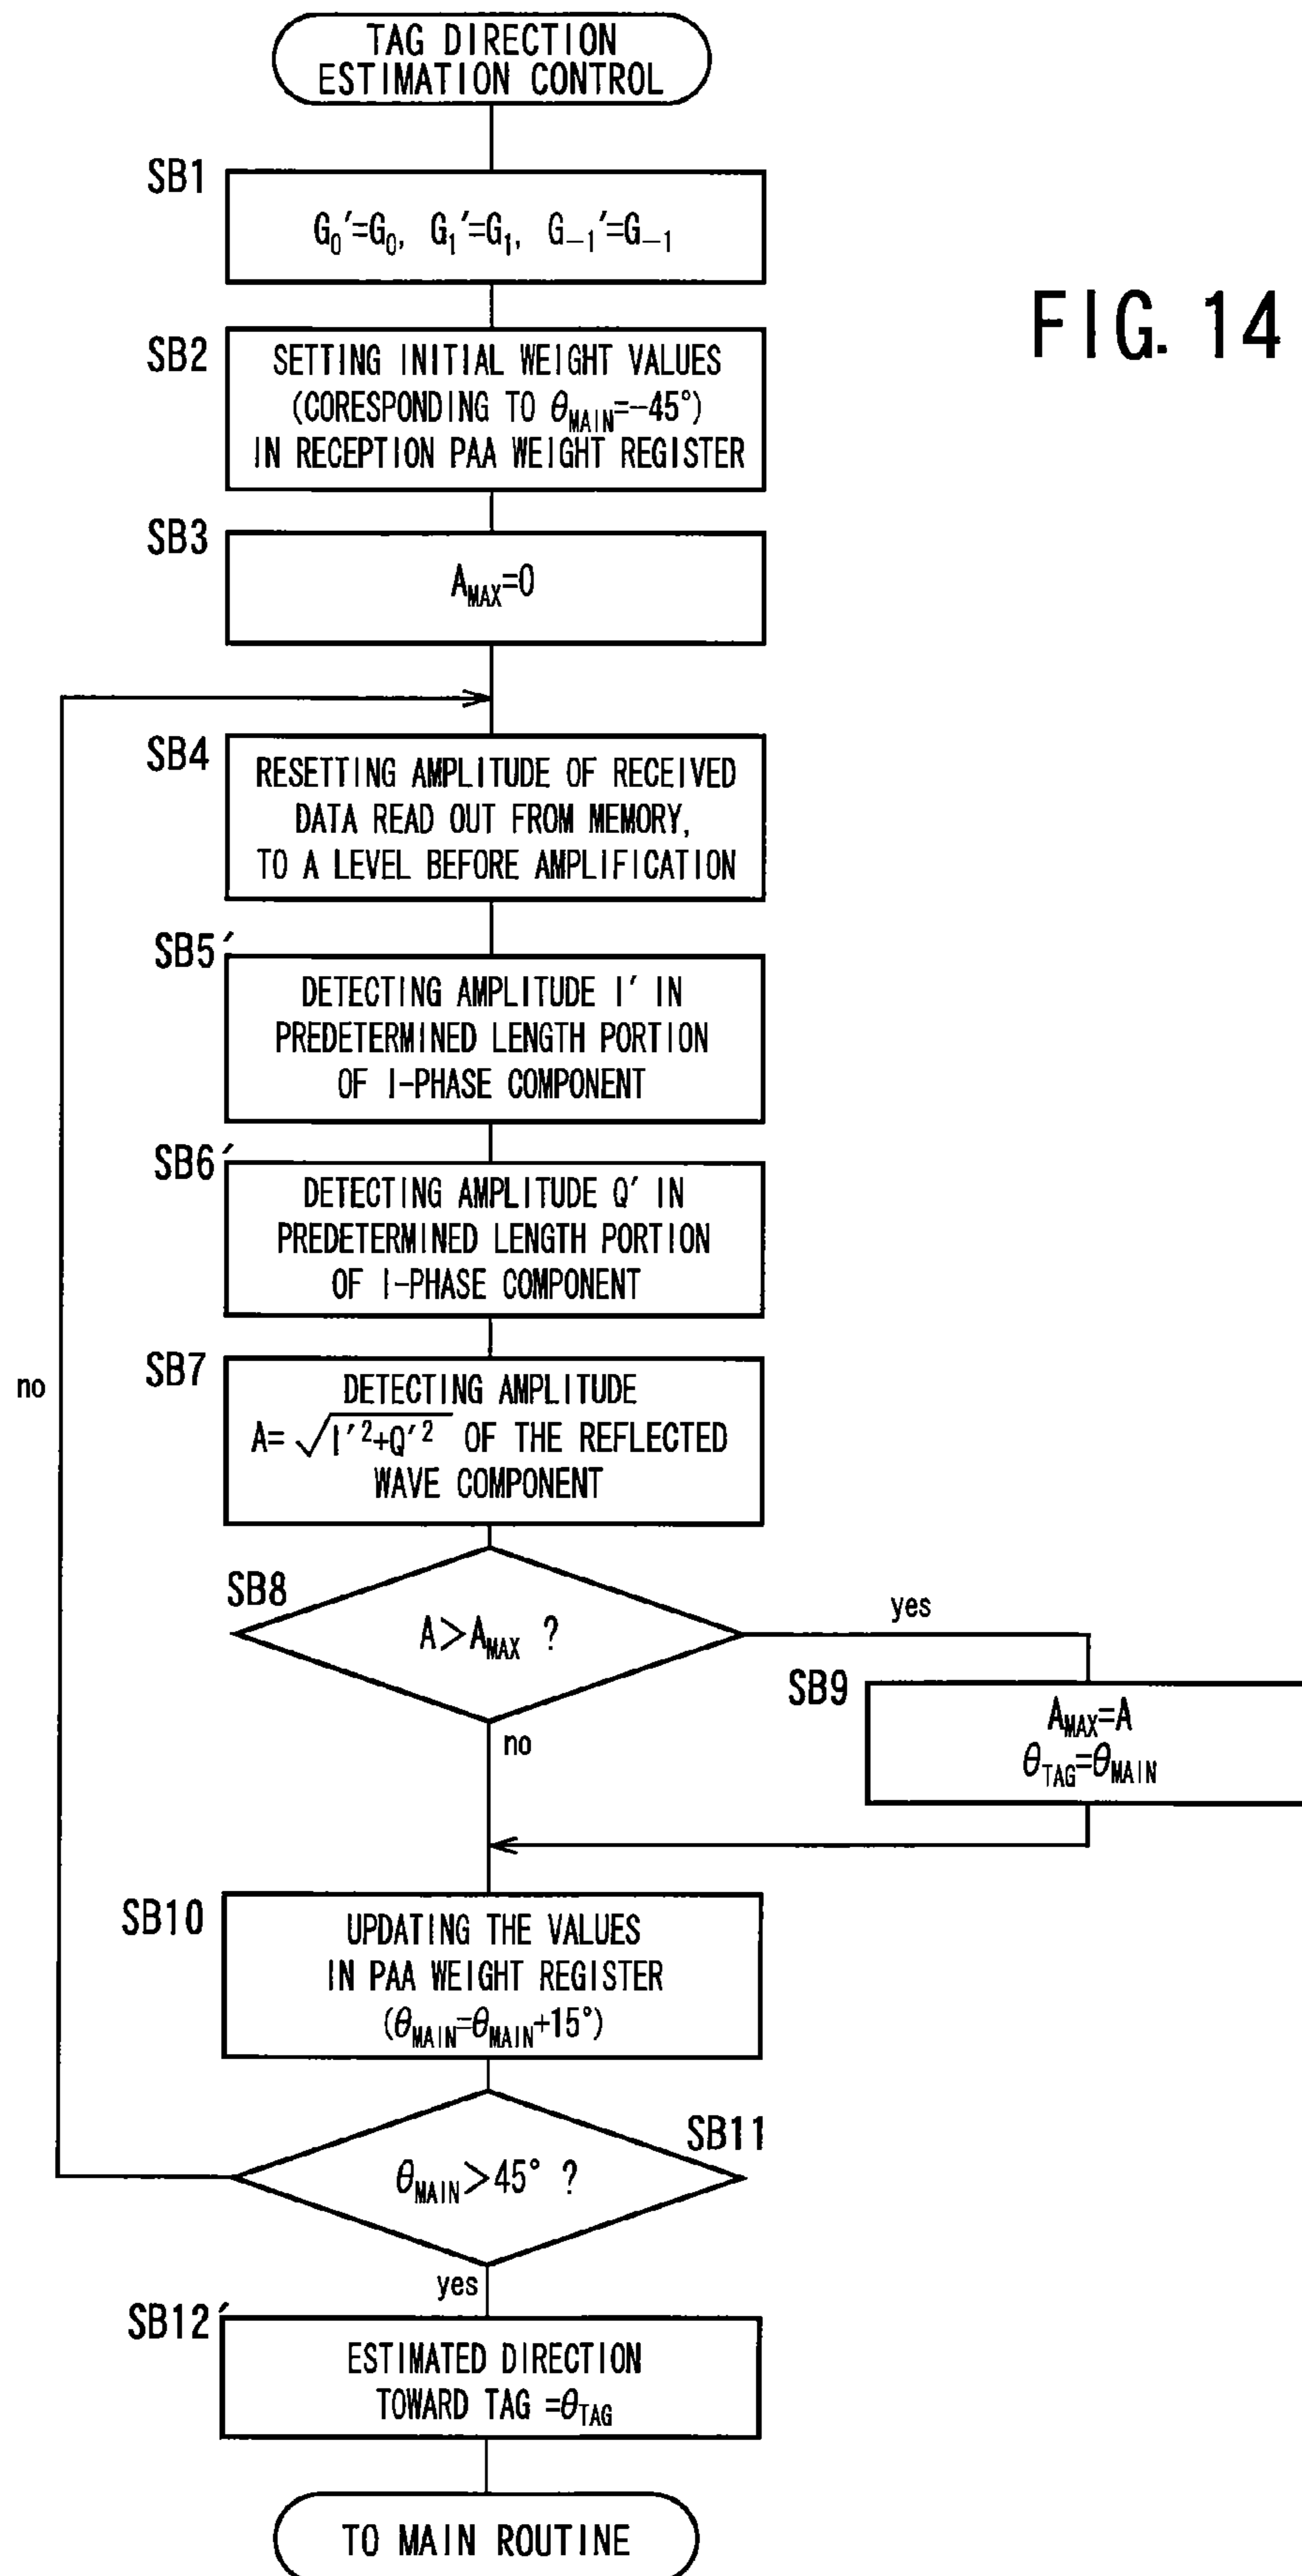 TAG DIRECTION
ESTIMATION CONTROL
SB1
G₀′=G₀, G₁′=G₁, G₋₁′=G₋₁
FIG. 14
SB2
SETTING INITIAL WEIGHT VALUES
(CORESPONDING TO θMAIN=-45°)
IN RECEPTION PAA WEIGHT REGISTER
SB3
AMAX=0
SB4
RESETTING AMPLITUDE OF RECEIVED
DATA READ OUT FROM MEMORY,
TO A LEVEL BEFORE AMPLIFICATION
SB5′
DETECTING AMPLITUDE I′ IN
PREDETERMINED LENGTH PORTION
OF I-PHASE COMPONENT
SB6′
DETECTING AMPLITUDE Q′ IN
PREDETERMINED LENGTH PORTION
OF I-PHASE COMPONENT
no
SB7
DETECTING AMPLITUDE
A=√I′²+Q′² OF THE REFLECTED
WAVE COMPONENT
SB8
A>AMAX ?
yes
no
SB9
AMAX=A
θTAG=θMAIN
SB10
UPDATING THE VALUES
IN PAA WEIGHT REGISTER
(θMAIN=θMAIN+15°)
SB11
θMAIN>45° ?
yes
SB12′
ESTIMATED DIRECTION
TOWARD TAG =θTAG
TO MAIN ROUTINE